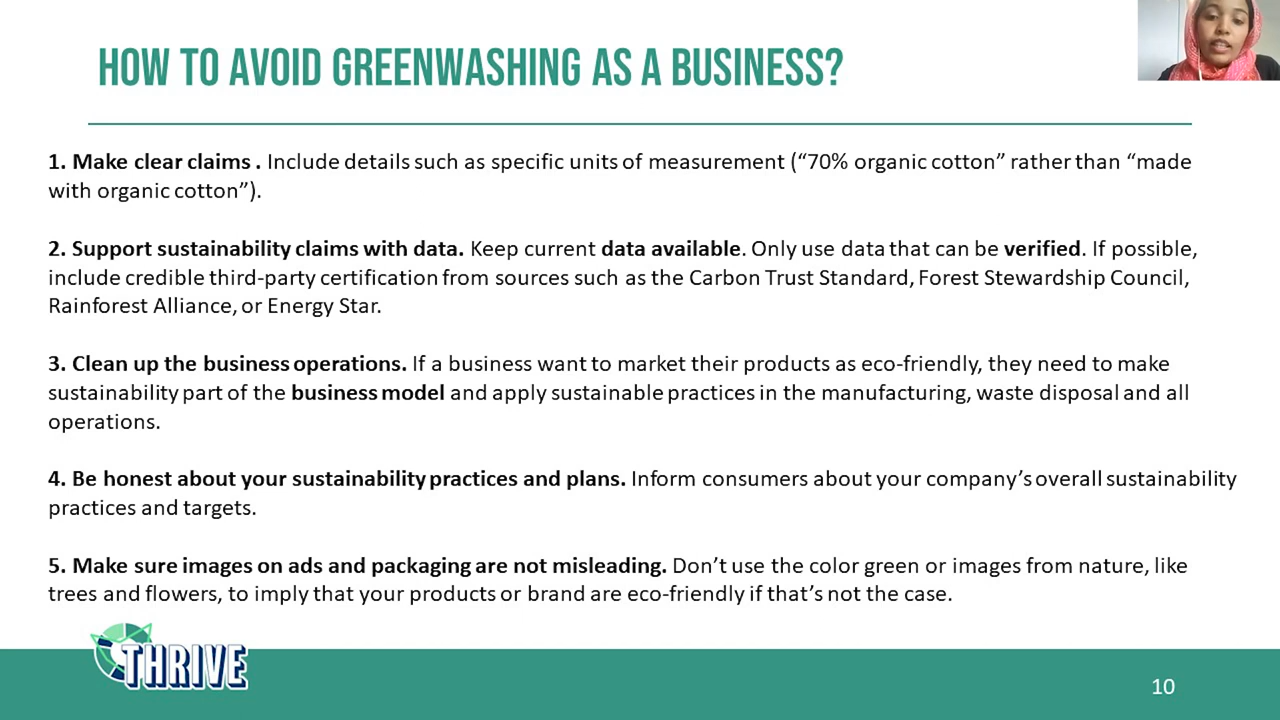 HOW TO AVOID GREENWASHING AS A BUSINESS?
1. Make clear claims . Include details such as specific units of measurement (“70% organic cotton” rather than “made
with organic cotton”).
2. Support sustainability claims with data. Keep current data available. Only use data that can be verified. If possible,
include credible third-party certification from sources such as the Carbon Trust Standard, Forest Stewardship Council,
Rainforest Alliance, or Energy Star.
3. Clean up the business operations. If a business want to market their products as eco-friendly, they need to make
sustainability part of the business model and apply sustainable practices in the manufacturing, waste disposal and all
operations.
4. Be honest about your sustainability practices and plans. Inform consumers about your company’s overall sustainability
practices and targets.
5. Make sure images on ads and packaging are not misleading. Don’t use the color green or images from nature, like
trees and flowers, to imply that your products or brand are eco-friendly if that’s not the case.
THRIVE
10